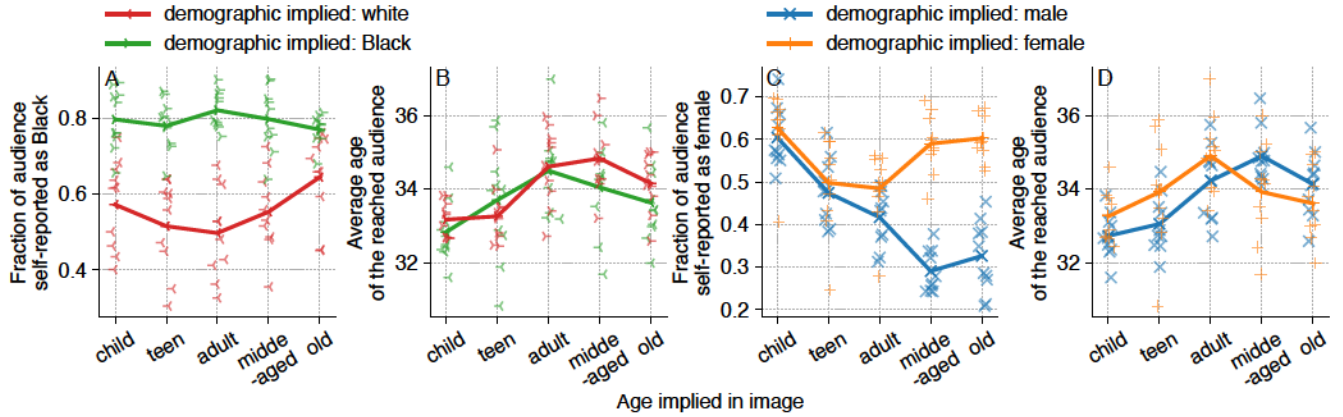 demographic implied: white
demographic implied: Black
demographic implied: male
demographic implied: female
A
Fraction of audience
self-reported as Black
0.8
0.6
0.4
child
teen
adult
midde
-aged
old
B
Average age
of the reached audience
36
34
32
child
teen
adult
midde
-aged
old
C
Fraction of audience
self-reported as female
0.7
0.6
0.5
0.4
0.3
0.2
child
teen
adult
midde
-aged
old
D
Average age
of the reached audience
36
34
32
child
teen
adult
midde
-aged
old
Age implied in image